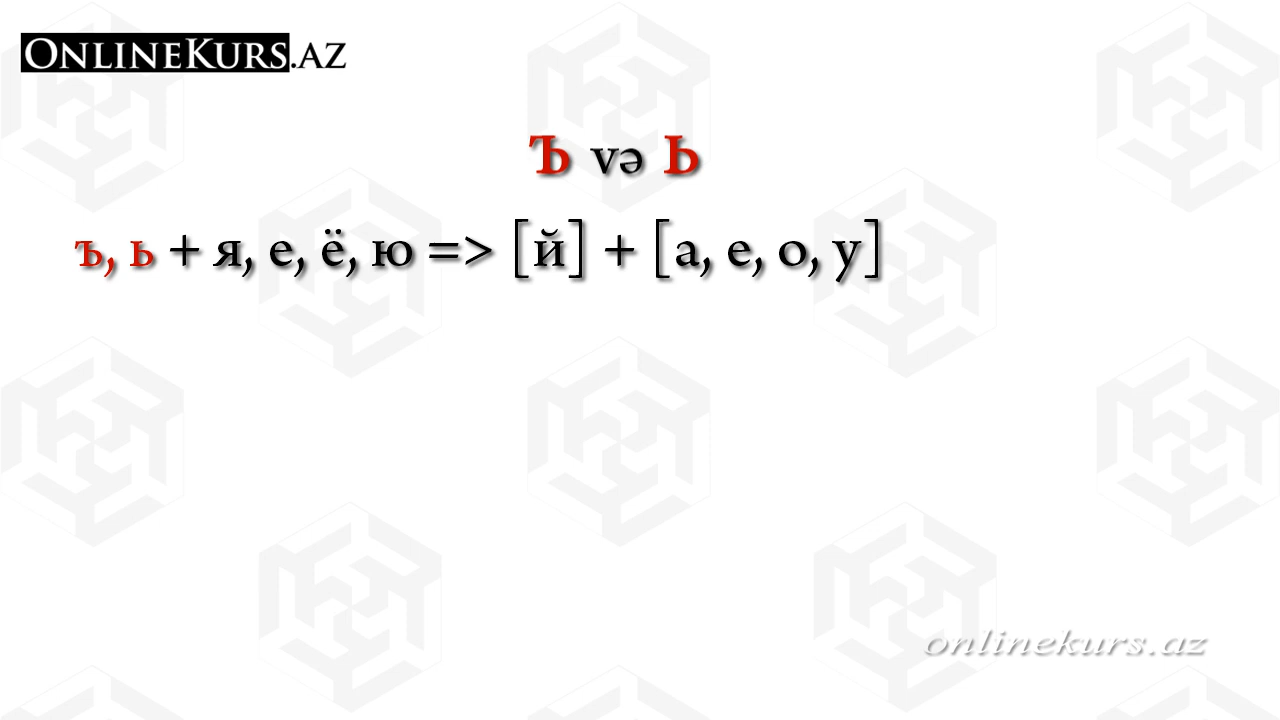 ONLINEKURS.AZ
Ъ və Ь
ъ, ь + я, е, ё, ю => [й] + [а, е, о, у]
onlinekurs.az